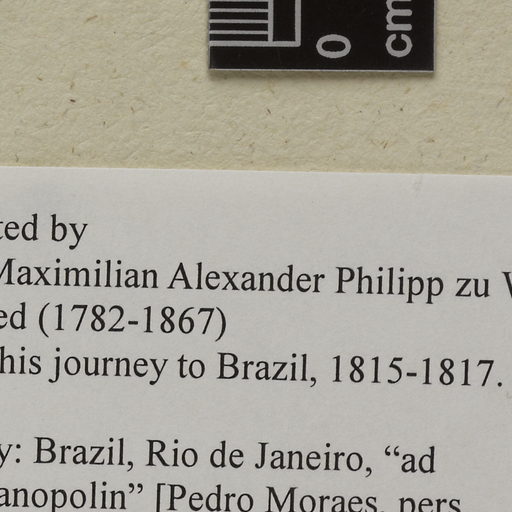 0 cm
ted by
Maximilian Alexander Philipp zu
ed (1782-1867)
his journey to Brazil, 1815-1817.
y: Brazil, Rio de Janeiro, “ad
anopolin” [Pedro Moraes, pers